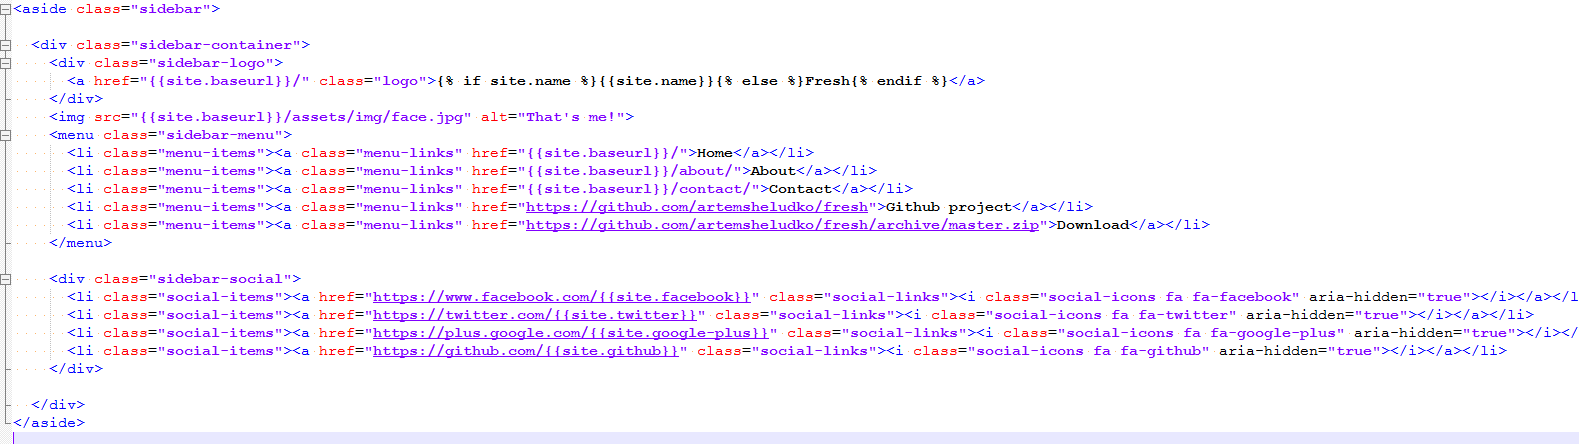 <aside class="sidebar">
<div class="sidebar-container">
<div class="sidebar-logo">
<a href="{{site.baseurl}}/" class="logo">{% if site.name %}{{site.name}}{% else %}Fresh{% endif %}</a>
</div>
<img src="{{site.baseurl}}/assets/img/face.jpg" alt="That's me!">
<menu class="sidebar-menu">
<li class="menu-items"><a class="menu-links" href="{{site.baseurl}}/">Home</a></li>
<li class="menu-items"><a class="menu-links" href="{{site.baseurl}}/about/">About</a></li>
<li class="menu-items"><a class="menu-links" href="{{site.baseurl}}/contact/">Contact</a></li>
<li class="menu-items"><a class="menu-links" href="https://github.com/artemsheludko/fresh">Github project</a></li>
<li class="menu-items"><a class="menu-links" href="https://github.com/artemsheludko/fresh/archive/master.zip">Download</a></li>
</menu>
<div class="sidebar-social">
<li class="social-items"><a href="https://www.facebook.com/{{site.facebook}}" class="social-links"><i class="social-icons fa fa-facebook" aria-hidden="true"></i></a></l
<li class="social-items"><a href="https://twitter.com/{{site.twitter}}" class="social-links"><i class="social-icons fa fa-twitter" aria-hidden="true"></i></a></li>
<li class="social-items"><a href="https://plus.google.com/{{site.google-plus}}" class="social-links"><i class="social-icons fa fa-google-plus" aria-hidden="true"></i></
<li class="social-items"><a href="https://github.com/{{site.github}}" class="social-links"><i class="social-icons fa fa-github" aria-hidden="true"></i></a></li>
</div>
</div>
</aside>